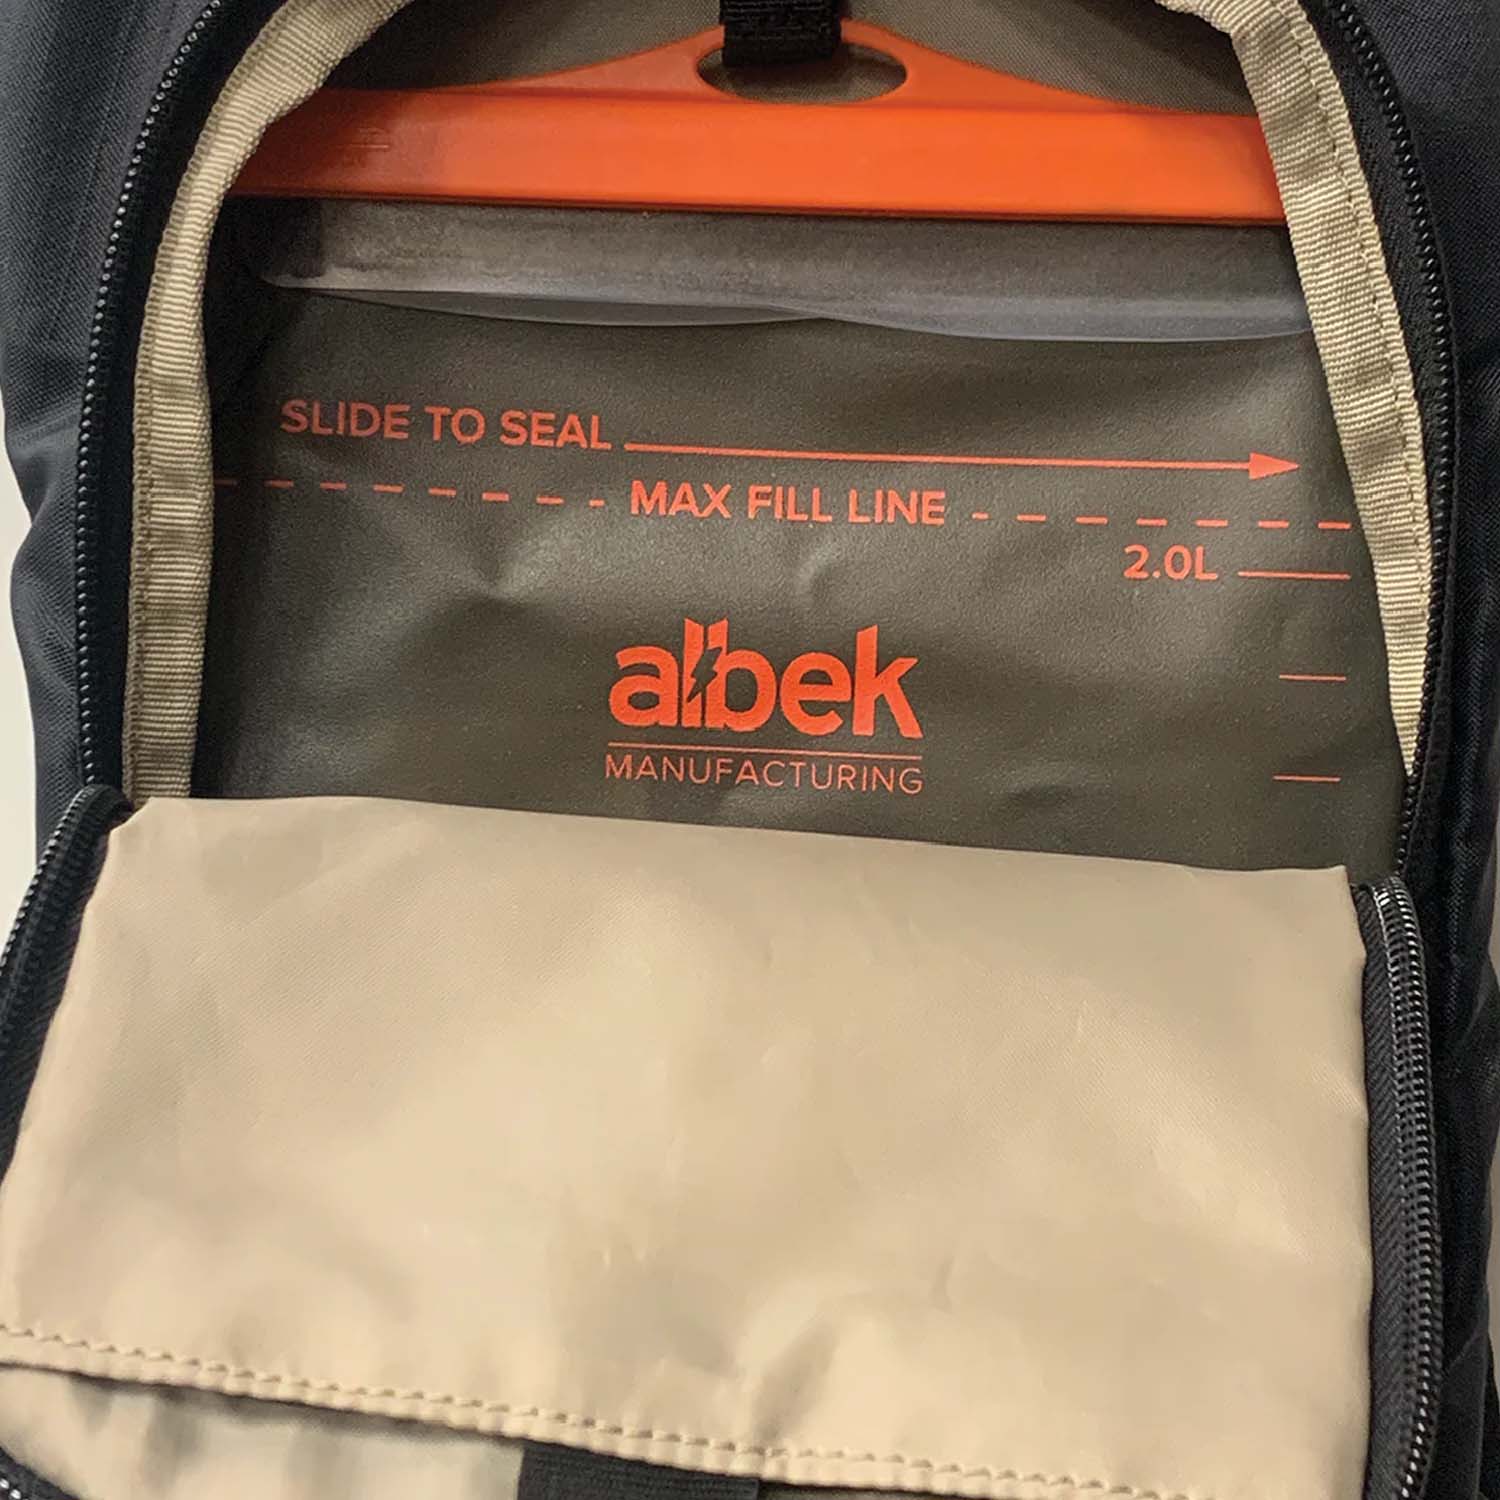 SLIDE TO SEAL
MAX FILL LINE
2.0L
albek
MANUFACTURING